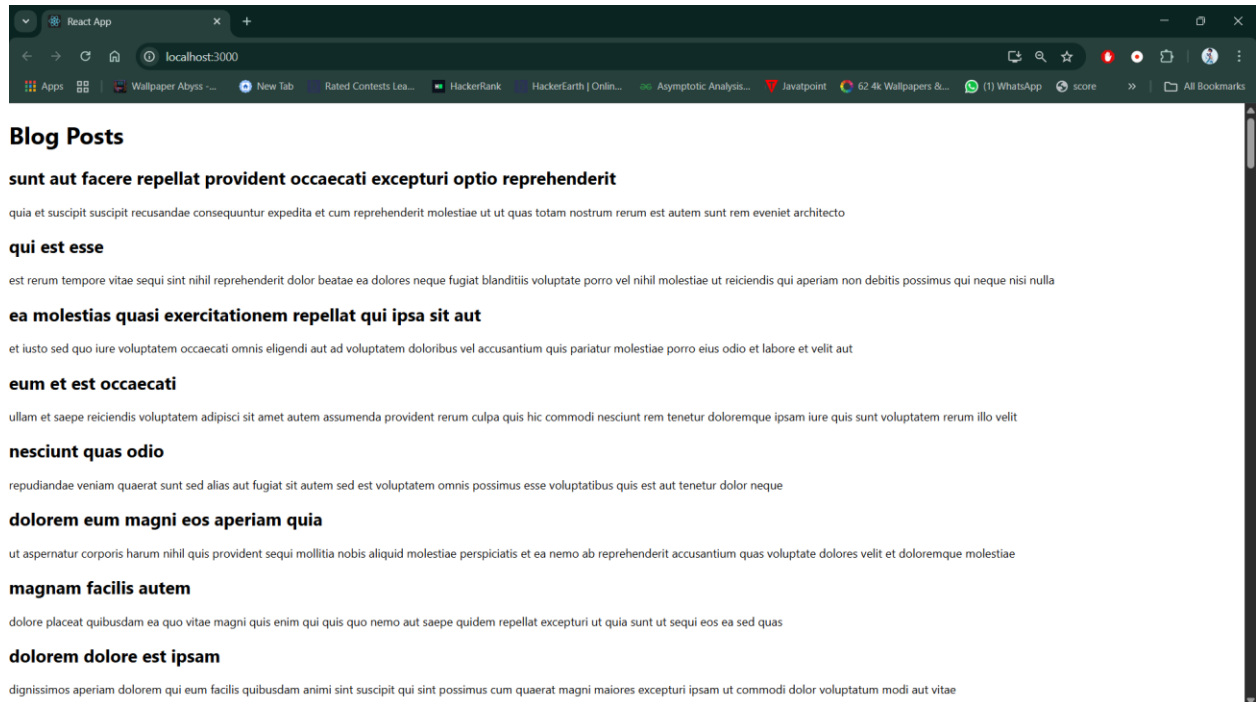 React App
localhost:3000
Apps
Wallpaper Abyss -...
New Tab
Rated Contests Lea...
HackerRank
HackerEarth | Onlin...
Asymptotic Analysis...
Javatpoint
62 4k Wallpapers &...
(1) WhatsApp
score
»
All Bookmarks
Blog Posts
sunt aut facere repellat provident occaecati excepturi optio reprehenderit
quia et suscipit suscipit recusandae consequuntur expedita et cum reprehenderit molestiae ut ut quas totam nostrum rerum est autem sunt rem eveniet architecto
qui est esse
est rerum tempore vitae sequi sint nihil reprehenderit dolor beatae ea dolores neque fugiat blanditiis voluptate porro vel nihil molestiae ut reiciendis qui aperiam non debitis possimus qui neque nisi nulla
ea molestias quasi exercitationem repellat qui ipsa sit aut
et iusto sed quo iure voluptatem occaecati omnis eligendi aut ad voluptatem doloribus vel accusantium quis pariatur molestiae porro eius odio et labore et velit aut
eum et est occaecati
ullam et saepe reiciendis voluptatem adipisci sit amet autem assumenda provident rerum culpa quis hic commodi nesciunt rem tenetur doloremque ipsam iure quis sunt voluptatem rerum illo velit
nesciunt quas odio
repudiandae veniam quaerat sunt sed alias aut fugiat sit autem sed est voluptatem omnis possimus esse voluptatibus quis est aut tenetur dolor neque
dolorem eum magni eos aperiam quia
ut aspernatur corporis harum nihil quis provident sequi mollitia nobis aliquid molestiae perspiciatis et ea nemo ab reprehenderit accusantium quas voluptate dolores velit et doloremque molestiae
magnam facilis autem
dolore placeat quibusdam ea quo vitae magni quis enim qui quis quo nemo aut saepe quidem repellat excepturi ut quia sunt ut sequi eos ea sed quas
dolorem dolore est ipsam
dignissimos aperiam dolorem qui eum facilis quibusdam animi sint suscipit qui sint possimus cum quaerat magni maiores excepturi ipsam ut commodi dolor voluptatum modi aut vitae